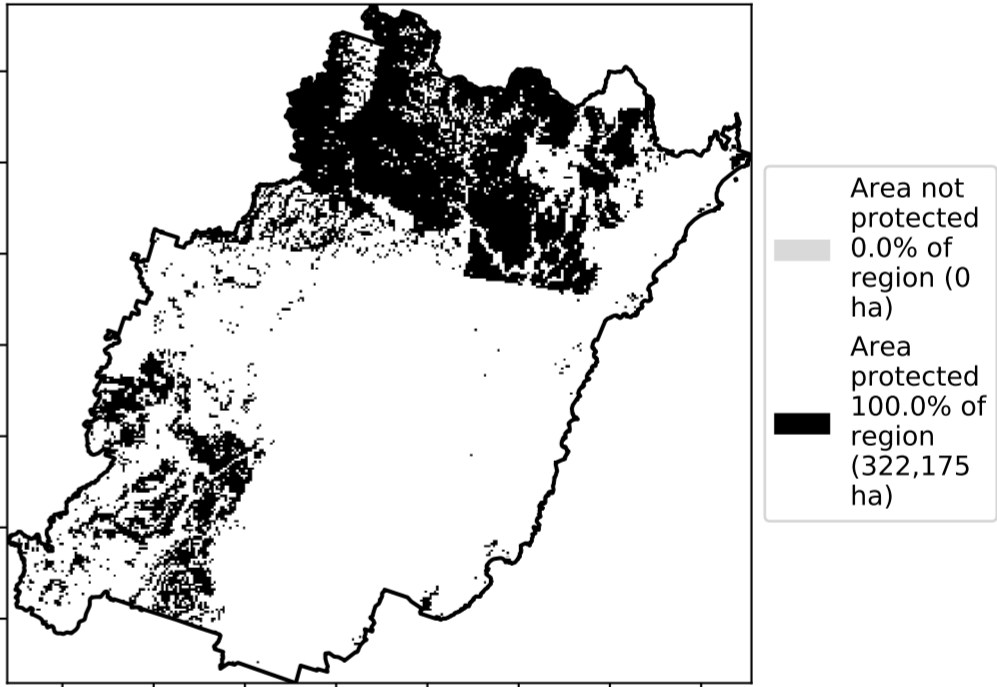 Area not
protected
0.0% of
region (0
ha)
Area
protected
100.0% of
region
(322,175
ha)